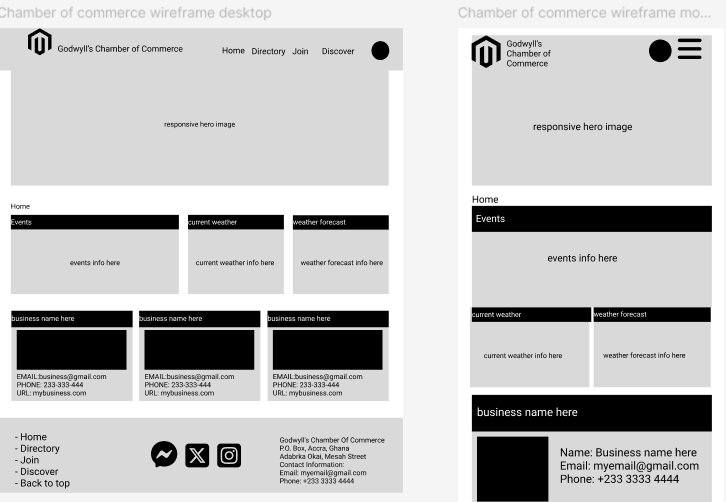 Chamber of commerce wireframe desktop
Godwyll's Chamber of Commerce
Home Directory Join Discover
responsive hero image
Home
Events
events info here
current weather
current weather info here
weather forecast
weather forecast info here
business name here
EMAIL:business@gmail.com
PHONE: 233-333-444
URL: mybusiness.com
business name here
EMAIL:business@gmail.com
PHONE: 233-333-444
URL: mybusiness.com
business name here
EMAIL:business@gmail.com
PHONE: 233-333-444
URL: mybusiness.com
- Home
- Directory
- Join
- Discover
- Back to top
Godwyll's Chamber Of Commerce
P.O. Box, Accra, Ghana
Adabrka Okai, Mesah Street
Contact Information:
Email: myemail@gmail.com
Phone: +233 3333 4444
Chamber of commerce wireframe mo...
Godwyll's
Chamber of
Commerce
responsive hero image
Home
Events
events info here
current weather
current weather info here
weather forecast
weather forecast info here
business name here
Name: Business name here
Email: myemail@gmail.com
Phone: +233 3333 4444